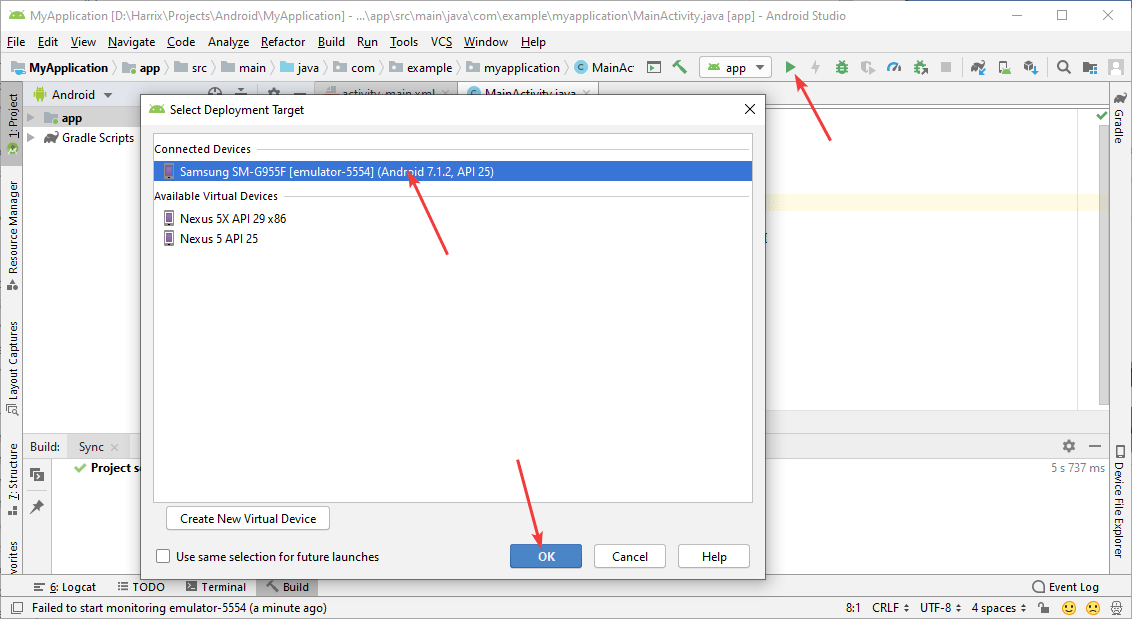 MyApplication [D:\Harrix\Projects\Android\MyApplication] - ...\app\src\main\java\com\example\myapplication\MainActivity.java [app] - Android Studio
File Edit View Navigate Code Analyze Refactor Build Run Tools VCS Window Help
MyApplication app src main java com example myapplication MainAc app
1: Project
Resource Manager
Layout Captures
7: Structure
Android
activity_main.xml
MainActivity.java
app
Gradle Scripts
Select Deployment Target
Connected Devices
Samsung SM-G955F [emulator-5554] (Android 7.1.2, API 25)
Available Virtual Devices
Nexus 5X API 29 x86
Nexus 5 API 25
Create New Virtual Device
Use same selection for future launches
OK Cancel Help
Gradle
Device File Explorer
Build: Sync
Project s
5 s 737 ms
6: Logcat TODO Terminal Build Event Log
Failed to start monitoring emulator-5554 (a minute ago) 8:1 CRLF UTF-8 4 spaces